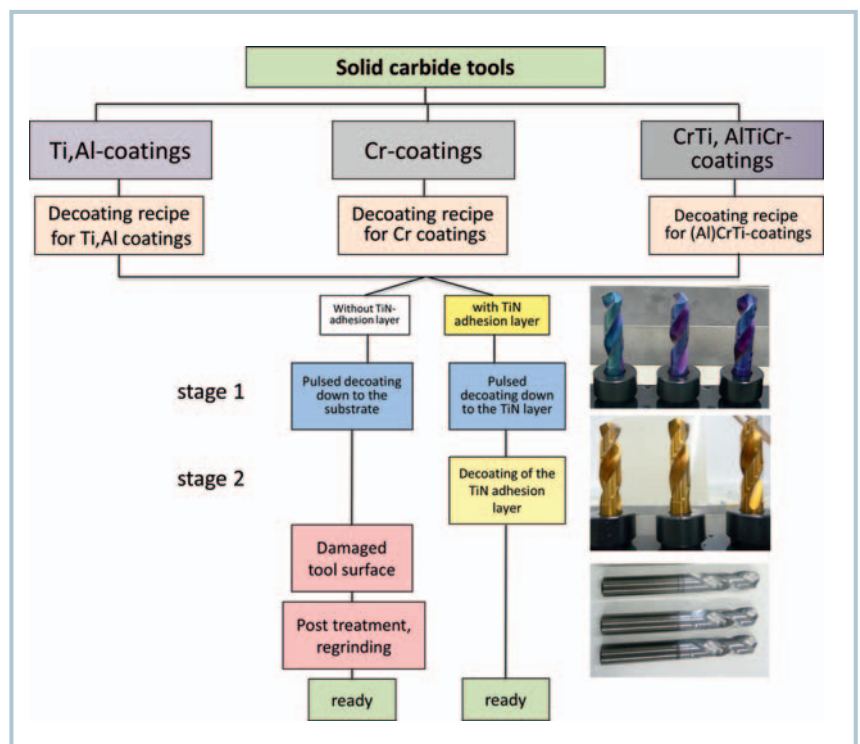 Solid carbide tools
Ti,Al-coatings
Cr-coatings
CrTi, AlTiCr-
coatings
Decoating recipe
for Ti,Al coatings
Decoating recipe
for Cr coatings
Decoating recipe
for (Al)CrTi-coatings
Without TiN-
adhesion layer
with TiN
adhesion layer
stage 1
Pulsed decoating
down to the
substrate
Pulsed
decoating down
to the TiN layer
stage 2
Decoating of the
TiN adhesion
layer
Damaged
tool surface
Post treatment,
regrinding
ready
ready